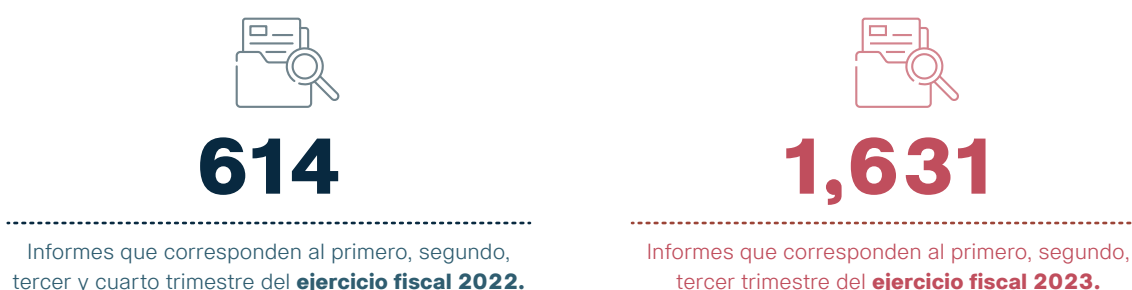 614
Informes que corresponden al primero, segundo,
tercer y cuarto trimestre del ejercicio fiscal 2022.
1,631
Informes que corresponden al primero, segundo,
tercer trimestre del ejercicio fiscal 2023.